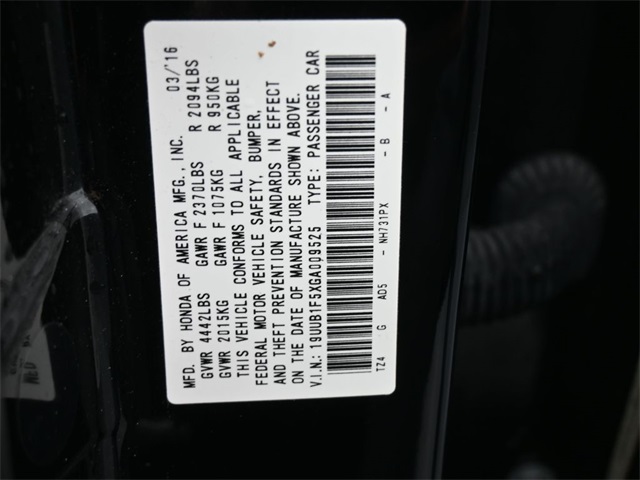 MFD. BY HONDA OF AMERICA MFG., INC. 03/'16
GVWR 4442LBS GAWR F 2370LBS R 2094LBS
GVWR 2015KG GAWR F 1075KG R 950KG
THIS VEHICLE CONFORMS TO ALL APPLICABLE
FEDERAL MOTOR VEHICLE SAFETY, BUMPER,
AND THEFT PREVENTION STANDARDS IN EFFECT
ON THE DATE OF MANUFACTURE SHOWN ABOVE.
V.I.N.: 19UUB1F5XGA009525 TYPE: PASSENGER CAR
TZ4 G AD5 - NH731PX - B - A